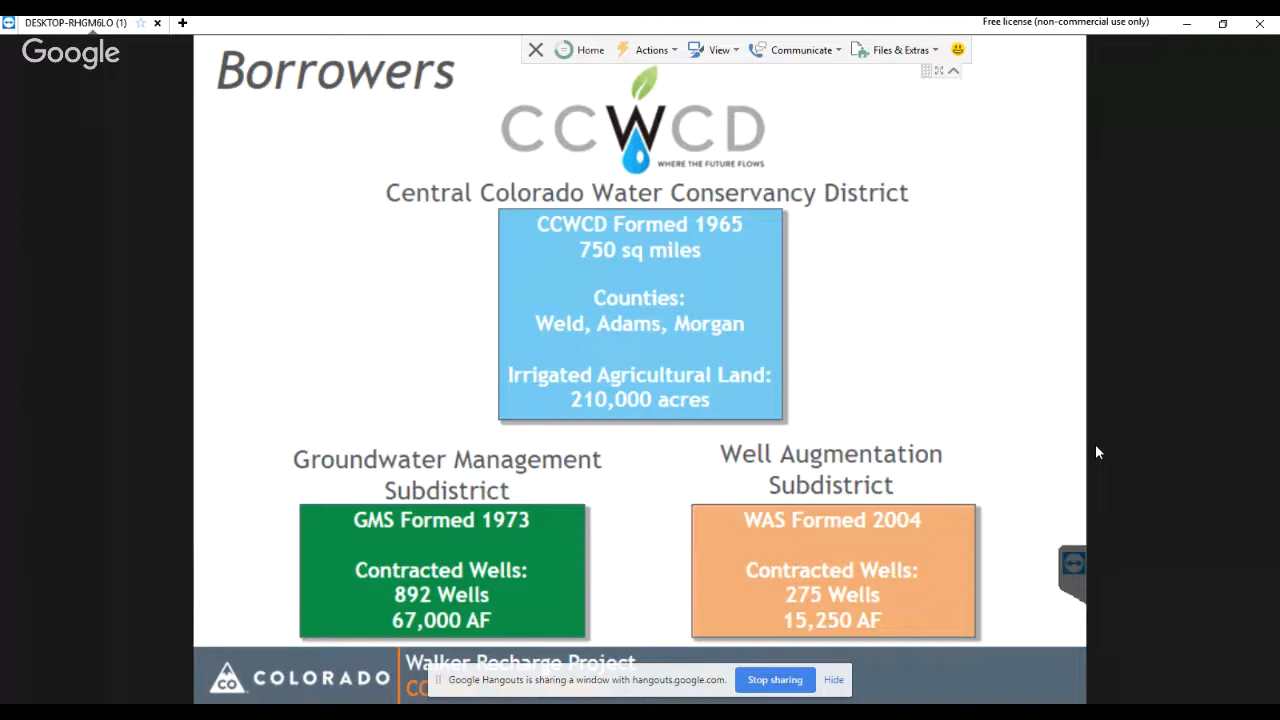 DESKTOP-RHGM6LO (1)
Free license (non-commercial use only)
Google
Home
Actions
View
Communicate
Files & Extras
Borrowers
CCWCD
WHERE THE FUTURE FLOWS
Central Colorado Water Conservancy District
CCWCD Formed 1965
750 sq miles
Counties:
Weld, Adams, Morgan
Irrigated Agricultural Land:
210,000 acres
Groundwater Management
Subdistrict
GMS Formed 1973
Contracted Wells:
892 Wells
67,000 AF
Well Augmentation
Subdistrict
WAS Formed 2004
Contracted Wells:
275 Wells
15,250 AF
CO
COLORADO
Walker Recharge Project
Google Hangouts is sharing a window with hangouts.google.com.
Stop sharing
Hide